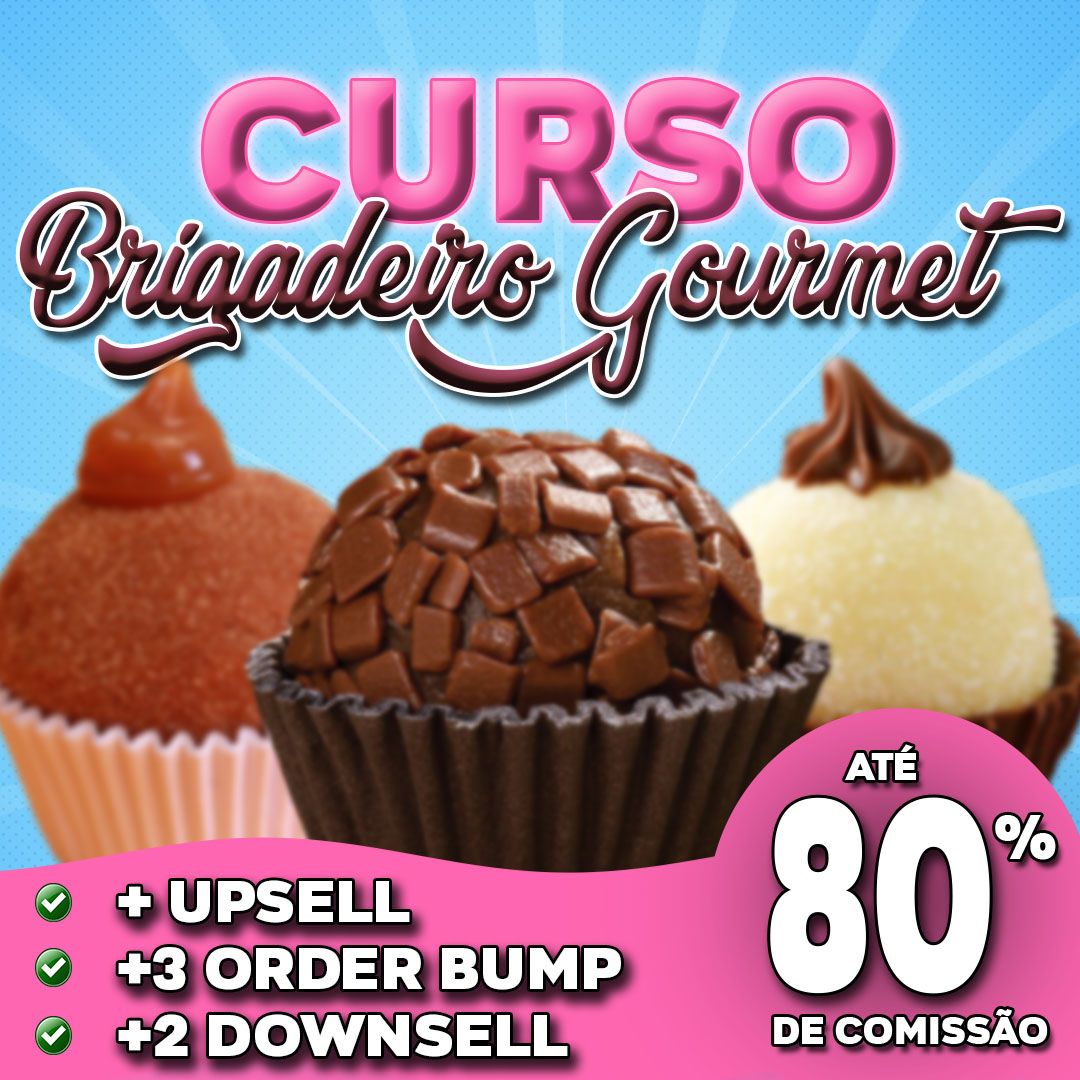 CURSO
Brigadeiro Gourmet
ATÉ
80%
DE COMISSÃO
+ UPSELL
+3 ORDER BUMP
+2 DOWNSELL